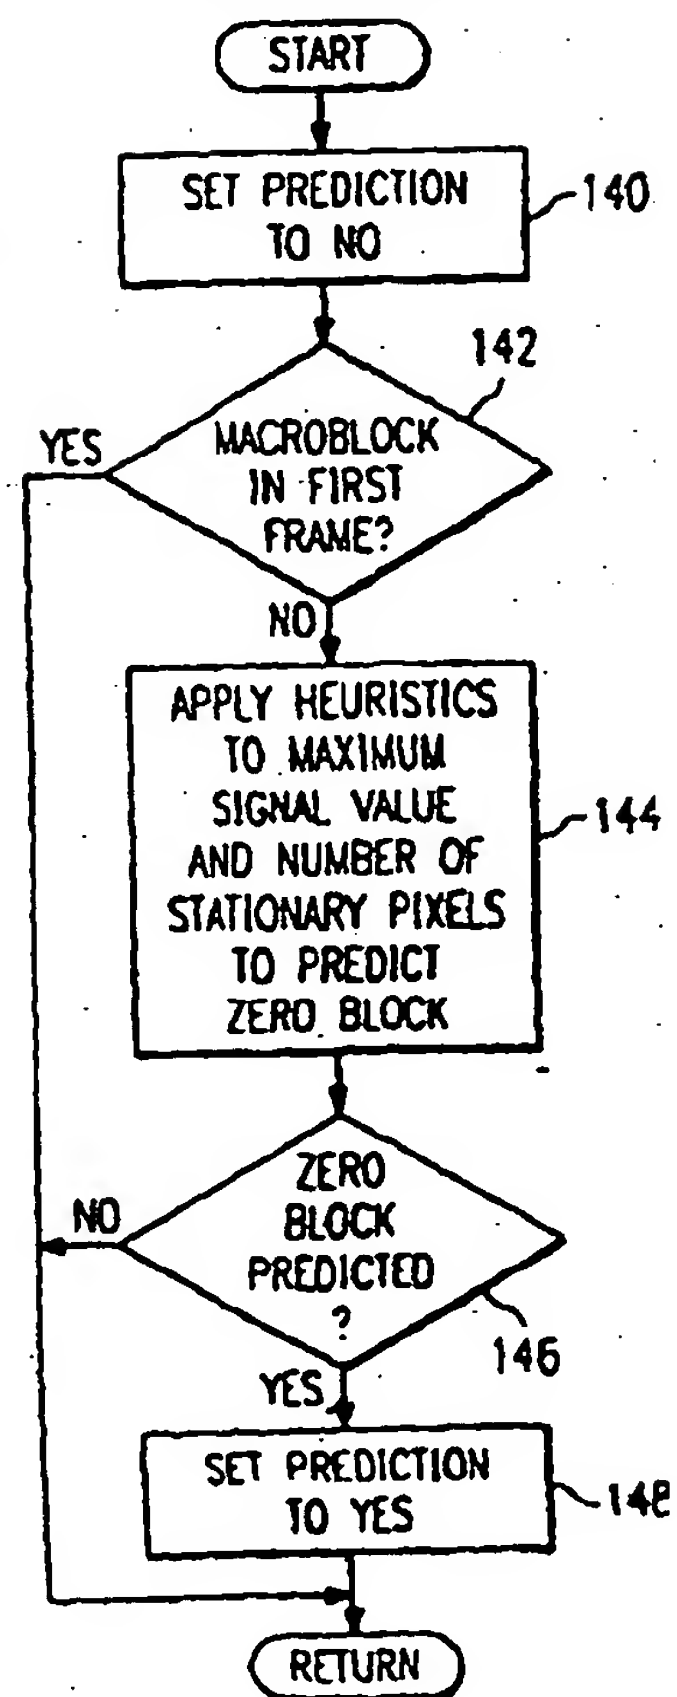 START
SET PREDICTION
TO NO
140
142
YES
MACROBLOCK
IN FIRST
FRAME?
NO
APPLY HEURISTICS
TO MAXIMUM
SIGNAL VALUE
AND NUMBER OF
STATIONARY PIXELS
TO PREDICT
ZERO BLOCK
144
NO
ZERO
BLOCK
PREDICTED
?
146
YES
SET PREDICTION
TO YES
148
RETURN